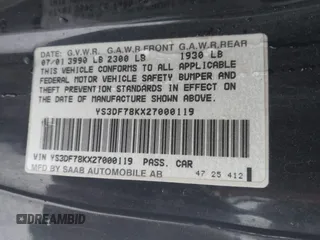 DATE: G.V.W.R. G.A.W.R.FRONT G.A.W.R,REAR
07/01 3990 LB 2300 LB 1930 LB
THIS VEHICLE CONFORMS TO ALL APPLICABLE
FEDERAL MOTOR VEHICLE SAFETY BUMPER AND
THEFT PREVENTION STANDARDS IN EFFECT ON THE
DATE OF MANUFACTURE SHOWN ABOVE.
*YS3DF78KX27000119*
VIN YS3DF78KX27000119 PASS. CAR
MFD BY SAAB AUTOMOBILE AB 47 25 412
DREAMBID